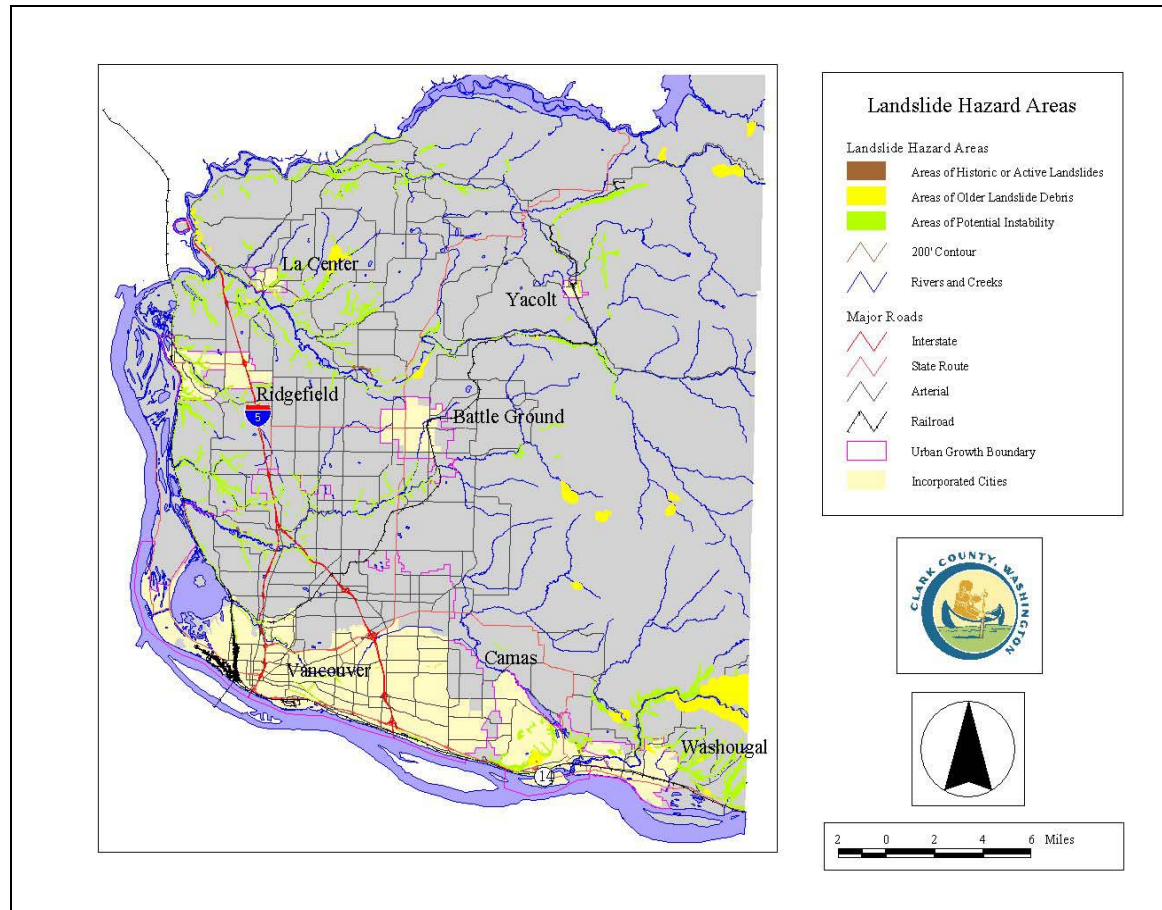 La Center
Yacolt
Ridgefield
5
Battle Ground
Vancouver
Camas
Washougal
14
Landslide Hazard Areas
Landslide Hazard Areas
Areas of Historic or Active Landslides
Areas of Older Landslide Debris
Areas of Potential Instability
200' Contour
Rivers and Creeks
Major Roads
Interstate
State Route
Arterial
Railroad
Urban Growth Boundary
Incorporated Cities
CLARK COUNTY, WASHINGTON
2 0 2 4 6 Miles